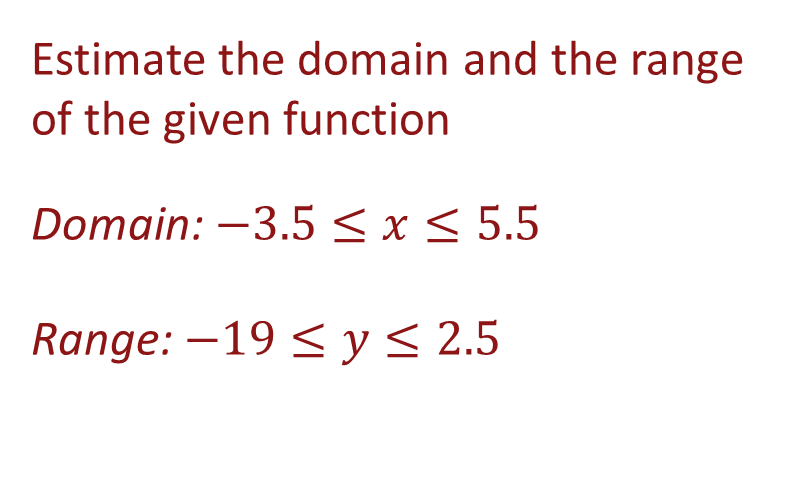 Estimate the domain and the range
of the given function
Domain: −3.5 ≤ x ≤ 5.5
Range: −19 ≤ y ≤ 2.5